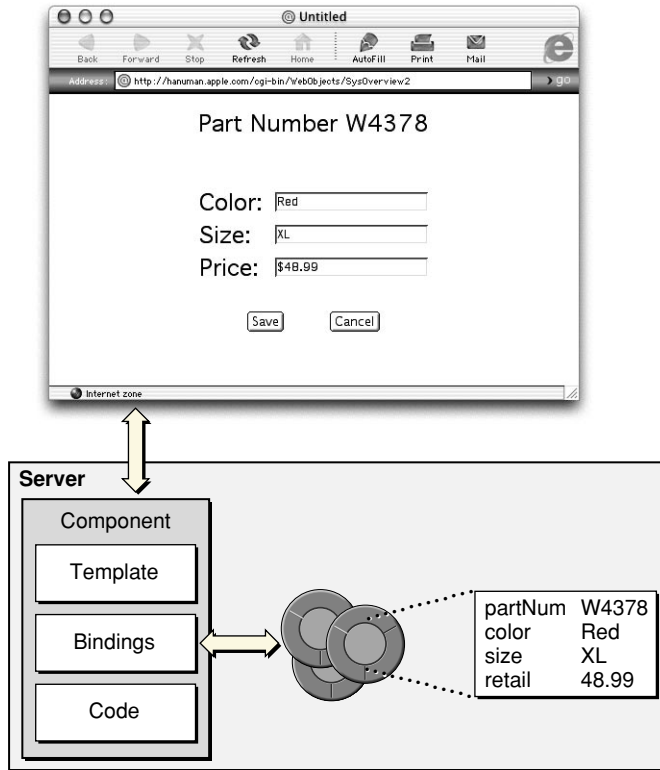 @ Untitled
Back Forward Stop Refresh Home AutoFill Print Mail
Address: @ http://hanuman.apple.com/cgi-bin/WebObjects/SysOverview2 go
Part Number W4378
Color: Red
Size: XL
Price: $48.99
Save Cancel
Internet zone
Server
Component
Template
Bindings
Code
partNum W4378
color Red
size XL
retail 48.99